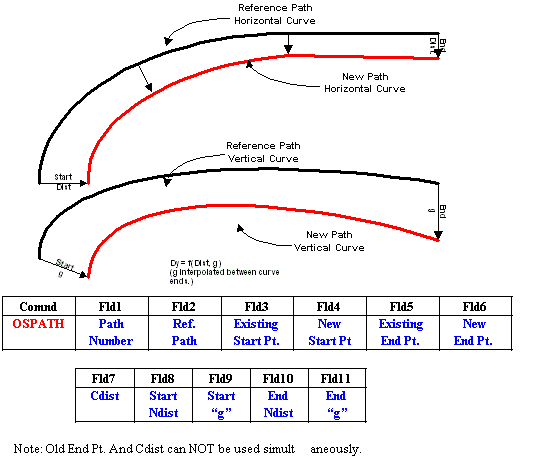 Reference Path
Horizontal Curve
End
Dist.
New Path
Horizontal Curve
Start
Dist
Reference Path
Vertical Curve
End
g
Start
g
New Path
Vertical Curve
Dy = f(Dist, g)
(g interpolated between curve
ends.)
Comnd Fld1 Fld2 Fld3 Fld4 Fld5 Fld6
OSPATH Path Ref. Existing New Existing New
Number Path Start Pt. Start Pt End Pt. End Pt.
Fld7 Fld8 Fld9 Fld10 Fld11
Cdist Start Start End End
Ndist “g” Ndist “g”
Note: Old End Pt. And Cdist can NOT be used simult aneously.